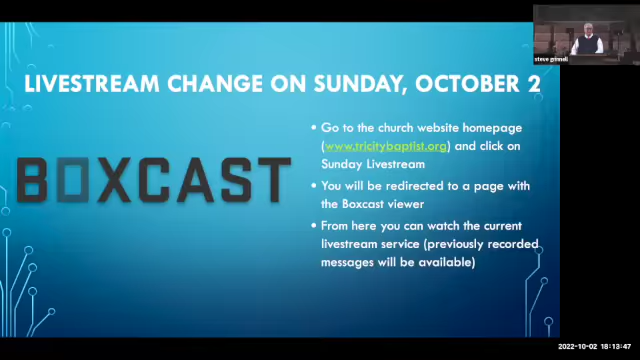 LIVESTREAM CHANGE ON SUNDAY, OCTOBER 2
BOXCAST
• Go to the church website homepage
(www.tricitybaptist.org) and click on
Sunday Livestream
• You will be redirected to a page with
the Boxcast viewer
• From here you can watch the current
livestream service (previously recorded
messages will be available)
steve grinnell
2022-10-02 18:13:47